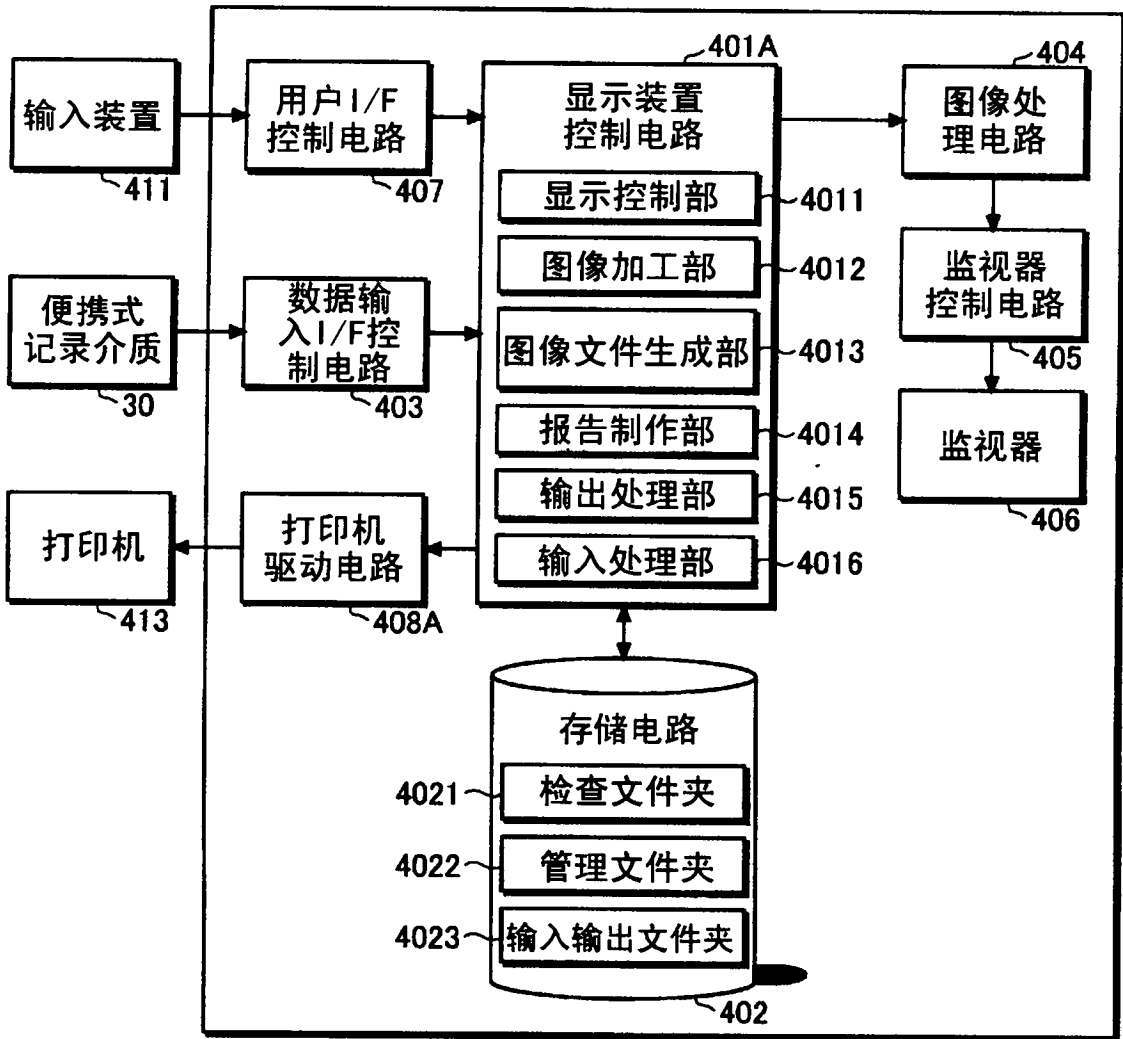 401A
404
输入装置
411
用户I/F
控制电路
407
显示装置
控制电路
图像处
理电路
显示控制部
4011
图像加工部
4012
便携式
记录介质
30
数据输
入I/F控
制电路
403
图像文件生成部
4013
监视器
控制电路
405
报告制作部
4014
监视器
406
输出处理部
4015
打印机
413
打印机
驱动电路
408A
输入处理部
4016
存储电路
4021
检查文件夹
4022
管理文件夹
4023
输入输出文件夹
402